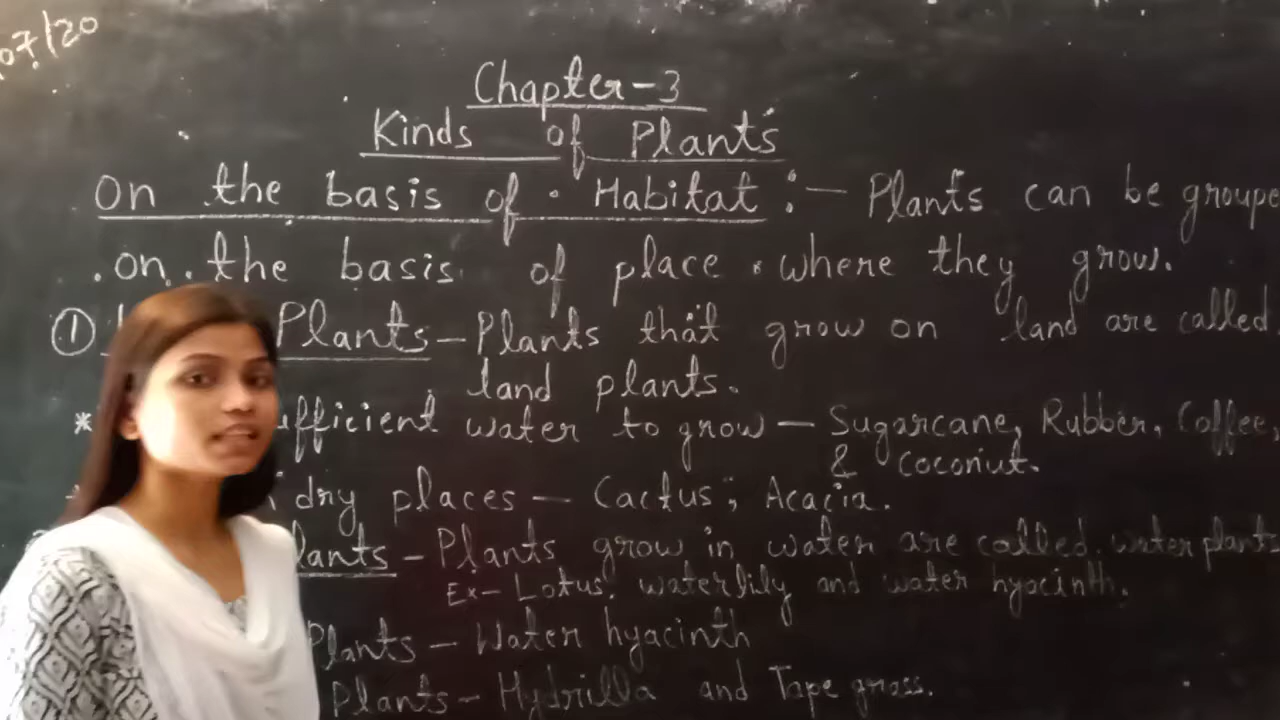 07/20
Chapter-3
Kinds of Plants
On the basis of Habitat :- Plants can be groupe
on the basis of place where they grow.
① Plants - Plants that grow on land are called
land plants.
* ufficient water to grow - Sugarcane, Rubber, Coffee,
& coconut.
dry places - Cactus, Acacia.
lants - Plants grow in water are called water plants
Ex- Lotus, waterlily and water hyacinth.
Plants - Water hyacinth
Plants - Hydrilla and Tape grass.